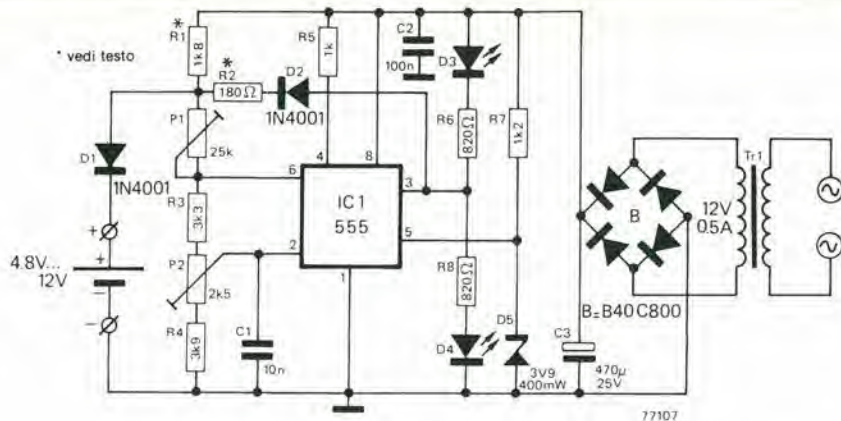 * vedi testo
*
R1
1k8
*
R2
180Ω
D2
1N4001
R5
1k
C2
100n
D3
R6
820Ω
R7
1k2
P1
25k
D1
1N4001
4
8
6
3
IC1
555
5
2
1
R3
3k3
P2
2k5
R4
3k9
C1
10n
+
+
4.8V...
12V
−
−
R8
820Ω
D4
D5
3V9
400mW
C3
470µ
25V
B
B=B40 C800
12V
0.5A
Tr1
77107